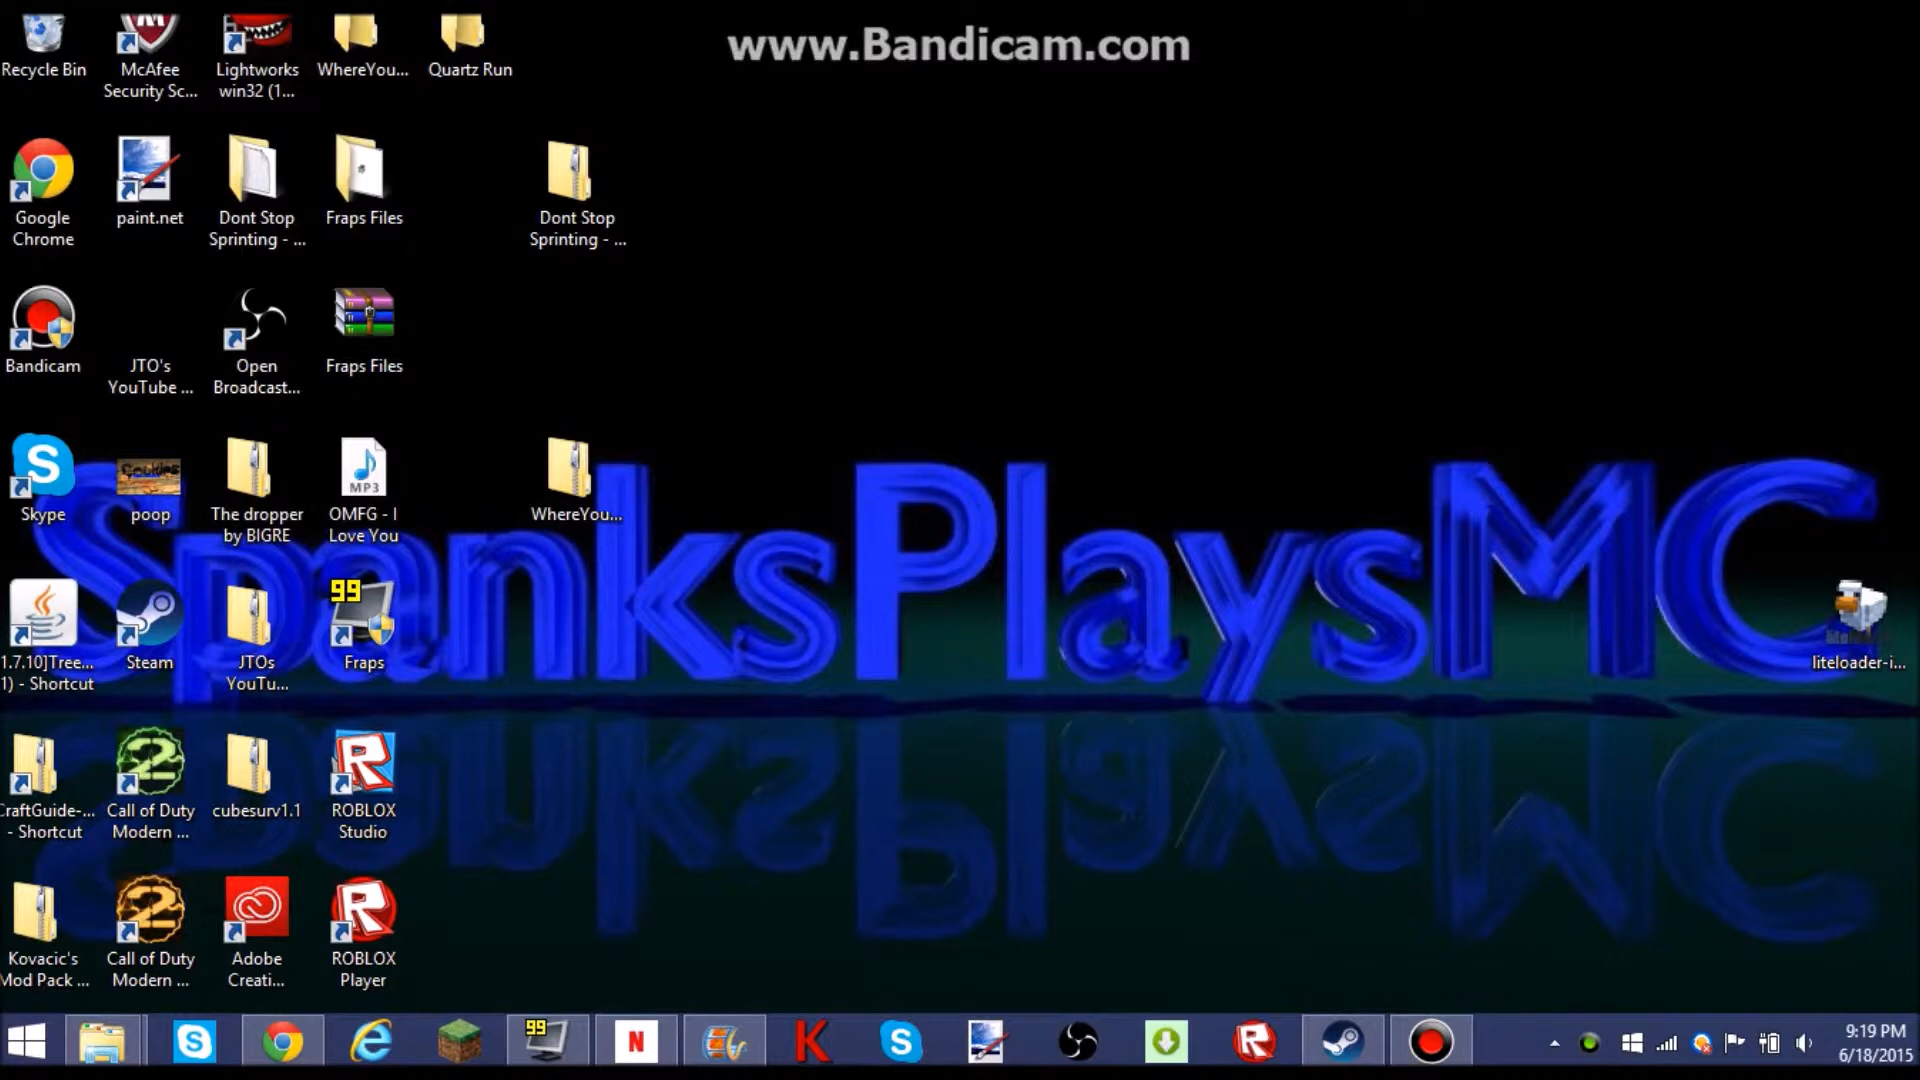 www.Bandicam.com
Recycle Bin
McAfee
Security Sc...
Lightworks
win32 (1...
WhereYou...
Quartz Run
Google
Chrome
paint.net
Dont Stop
Sprinting - ...
Fraps Files
Dont Stop
Sprinting - ...
Bandicam
JTO's
YouTube ...
Open
Broadcast...
Fraps Files
MP3
Skype
poop
The dropper
by BIGRE
OMFG - I
Love You
WhereYou...
SpanksPlaysMC
99
1.7.10]Tree...
1) - Shortcut
Steam
JTOs
YouTu...
Fraps
liteloader-i...
CraftGuide-...
- Shortcut
Call of Duty
Modern ...
cubesurv1.1
ROBLOX
Studio
Kovacic's
Mod Pack ...
Call of Duty
Modern ...
Adobe
Creati...
ROBLOX
Player
99
9:19 PM
6/18/2015